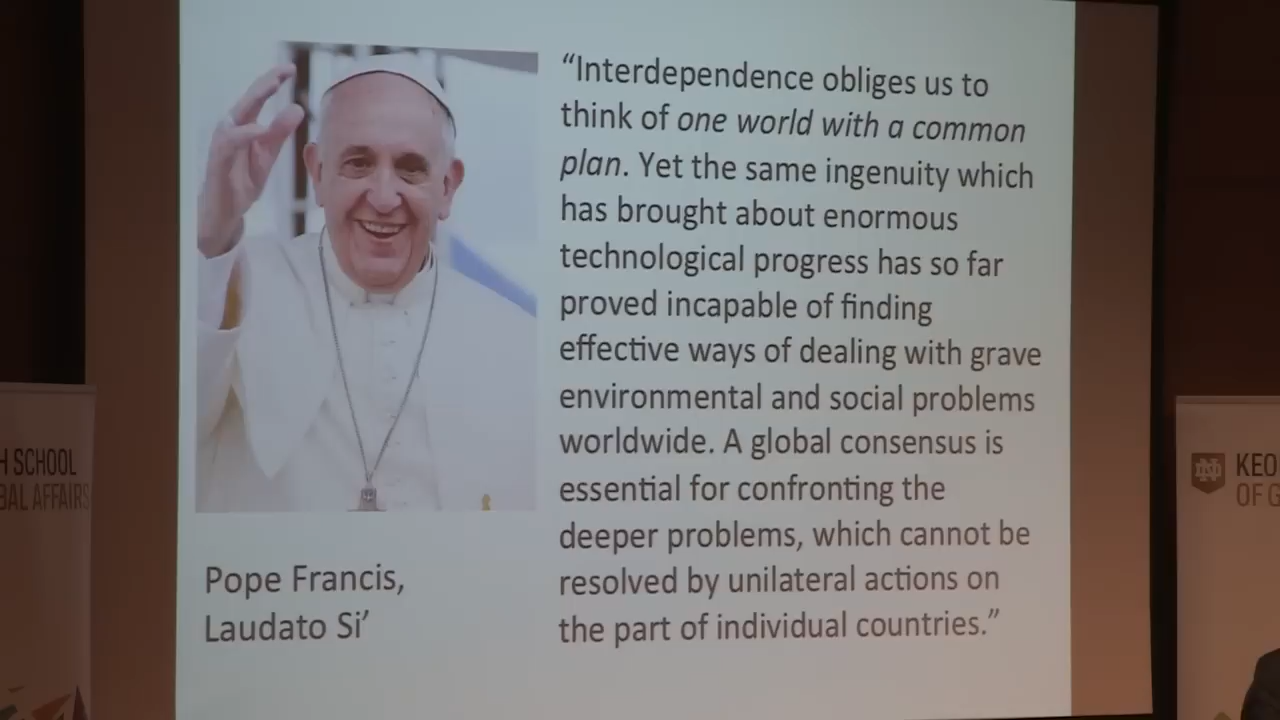 “Interdependence obliges us to
think of one world with a common
plan. Yet the same ingenuity which
has brought about enormous
technological progress has so far
proved incapable of finding
effective ways of dealing with grave
environmental and social problems
worldwide. A global consensus is
essential for confronting the
deeper problems, which cannot be
resolved by unilateral actions on
the part of individual countries.”
Pope Francis,
Laudato Si’
H SCHOOL
BAL AFFAIRS
ND
KEO
OF G